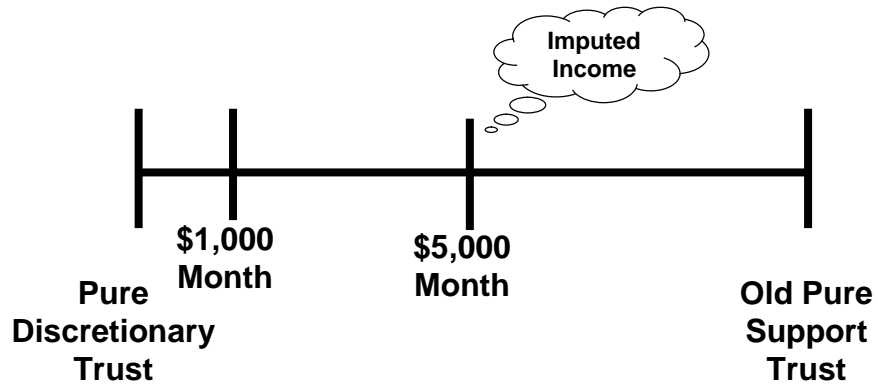 Imputed
Income
$1,000
Month
$5,000
Month
Pure
Discretionary
Trust
Old Pure
Support
Trust